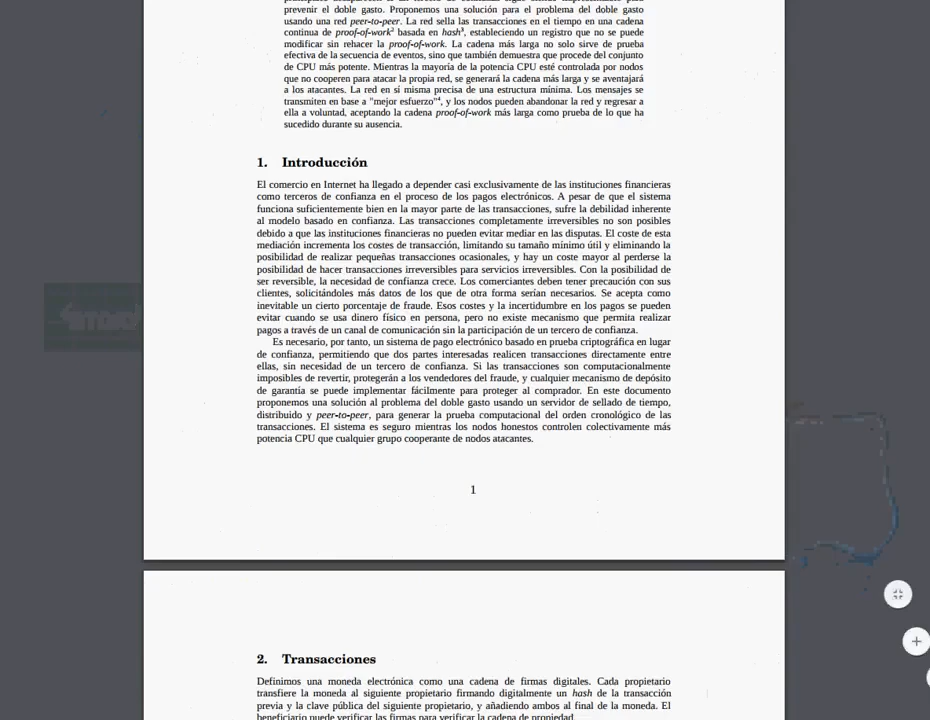 prevenir el doble gasto. Proponemos una solución para el problema del doble gasto
usando una red peer-to-peer. La red sella las transacciones en el tiempo en una cadena
continua de proof-of-work² basada en hash³, estableciendo un registro que no se puede
modificar sin rehacer la proof-of-work. La cadena más larga no solo sirve de prueba
efectiva de la secuencia de eventos, sino que también demuestra que procede del conjunto
de CPU más potente. Mientras la mayoría de la potencia CPU esté controlada por nodos
que no cooperen para atacar la propia red, se generará la cadena más larga y se aventajará
a los atacantes. La red en sí misma precisa de una estructura mínima. Los mensajes se
transmiten en base a "mejor esfuerzo"⁴, y los nodos pueden abandonar la red y regresar a
ella a voluntad, aceptando la cadena proof-of-work más larga como prueba de lo que ha
sucedido durante su ausencia.
1. Introducción
El comercio en Internet ha llegado a depender casi exclusivamente de las instituciones financieras
como terceros de confianza en el proceso de los pagos electrónicos. A pesar de que el sistema
funciona suficientemente bien en la mayor parte de las transacciones, sufre la debilidad inherente
al modelo basado en confianza. Las transacciones completamente irreversibles no son posibles
debido a que las instituciones financieras no pueden evitar mediar en las disputas. El coste de esta
mediación incrementa los costes de transacción, limitando su tamaño mínimo útil y eliminando la
posibilidad de realizar pequeñas transacciones ocasionales, y hay un coste mayor al perderse la
posibilidad de hacer transacciones irreversibles para servicios irreversibles. Con la posibilidad de
ser reversible, la necesidad de confianza crece. Los comerciantes deben tener precaución con sus
clientes, solicitándoles más datos de los que de otra forma serían necesarios. Se acepta como
inevitable un cierto porcentaje de fraude. Esos costes y la incertidumbre en los pagos se pueden
evitar cuando se usa dinero físico en persona, pero no existe mecanismo que permita realizar
pagos a través de un canal de comunicación sin la participación de un tercero de confianza.
Es necesario, por tanto, un sistema de pago electrónico basado en prueba criptográfica en lugar
de confianza, permitiendo que dos partes interesadas realicen transacciones directamente entre
ellas, sin necesidad de un tercero de confianza. Si las transacciones son computacionalmente
imposibles de revertir, protegerán a los vendedores del fraude, y cualquier mecanismo de depósito
de garantía se puede implementar fácilmente para proteger al comprador. En este documento
proponemos una solución al problema del doble gasto usando un servidor de sellado de tiempo,
distribuido y peer-to-peer, para generar la prueba computacional del orden cronológico de las
transacciones. El sistema es seguro mientras los nodos honestos controlen colectivamente más
potencia CPU que cualquier grupo cooperante de nodos atacantes.
1
2. Transacciones
Definimos una moneda electrónica como una cadena de firmas digitales. Cada propietario
transfiere la moneda al siguiente propietario firmando digitalmente un hash de la transacción
previa y la clave pública del siguiente propietario, y añadiendo ambos al final de la moneda. El
beneficiario puede verificar las firmas para verificar la cadena de propiedad.